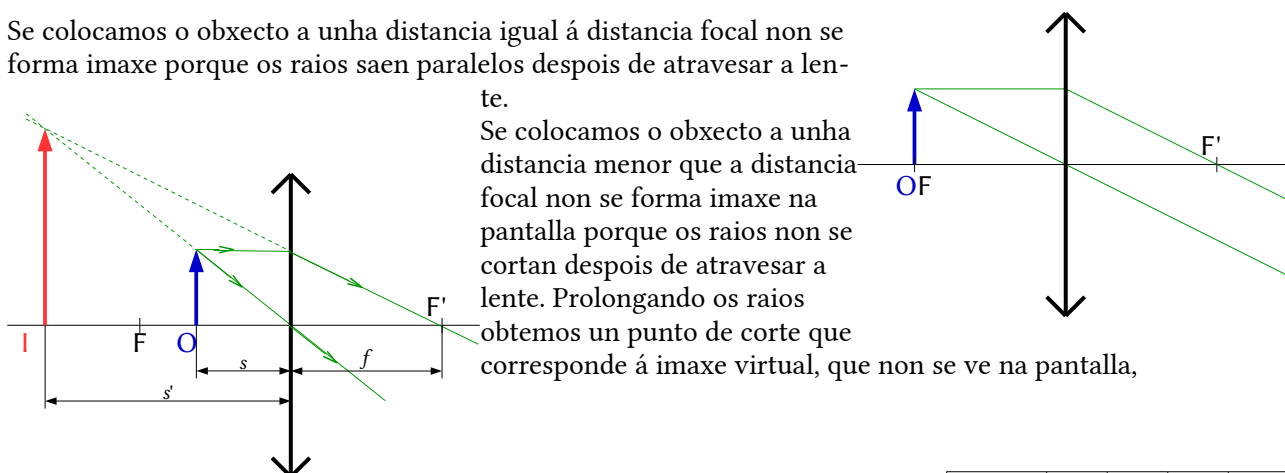 Se colocamos o obxecto a unha distancia igual á distancia focal non se
forma imaxe porque os raios saen paralelos despois de atravesar a len-
te.
Se colocamos o obxecto a unha
distancia menor que a distancia
focal non se forma imaxe na
pantalla porque os raios non se
cortan despois de atravesar a
lente. Prolongando os raios
obtemos un punto de corte que
corresponde á imaxe virtual, que non se ve na pantalla,
F'
I
F
O
s
f
s'
F'
O
F